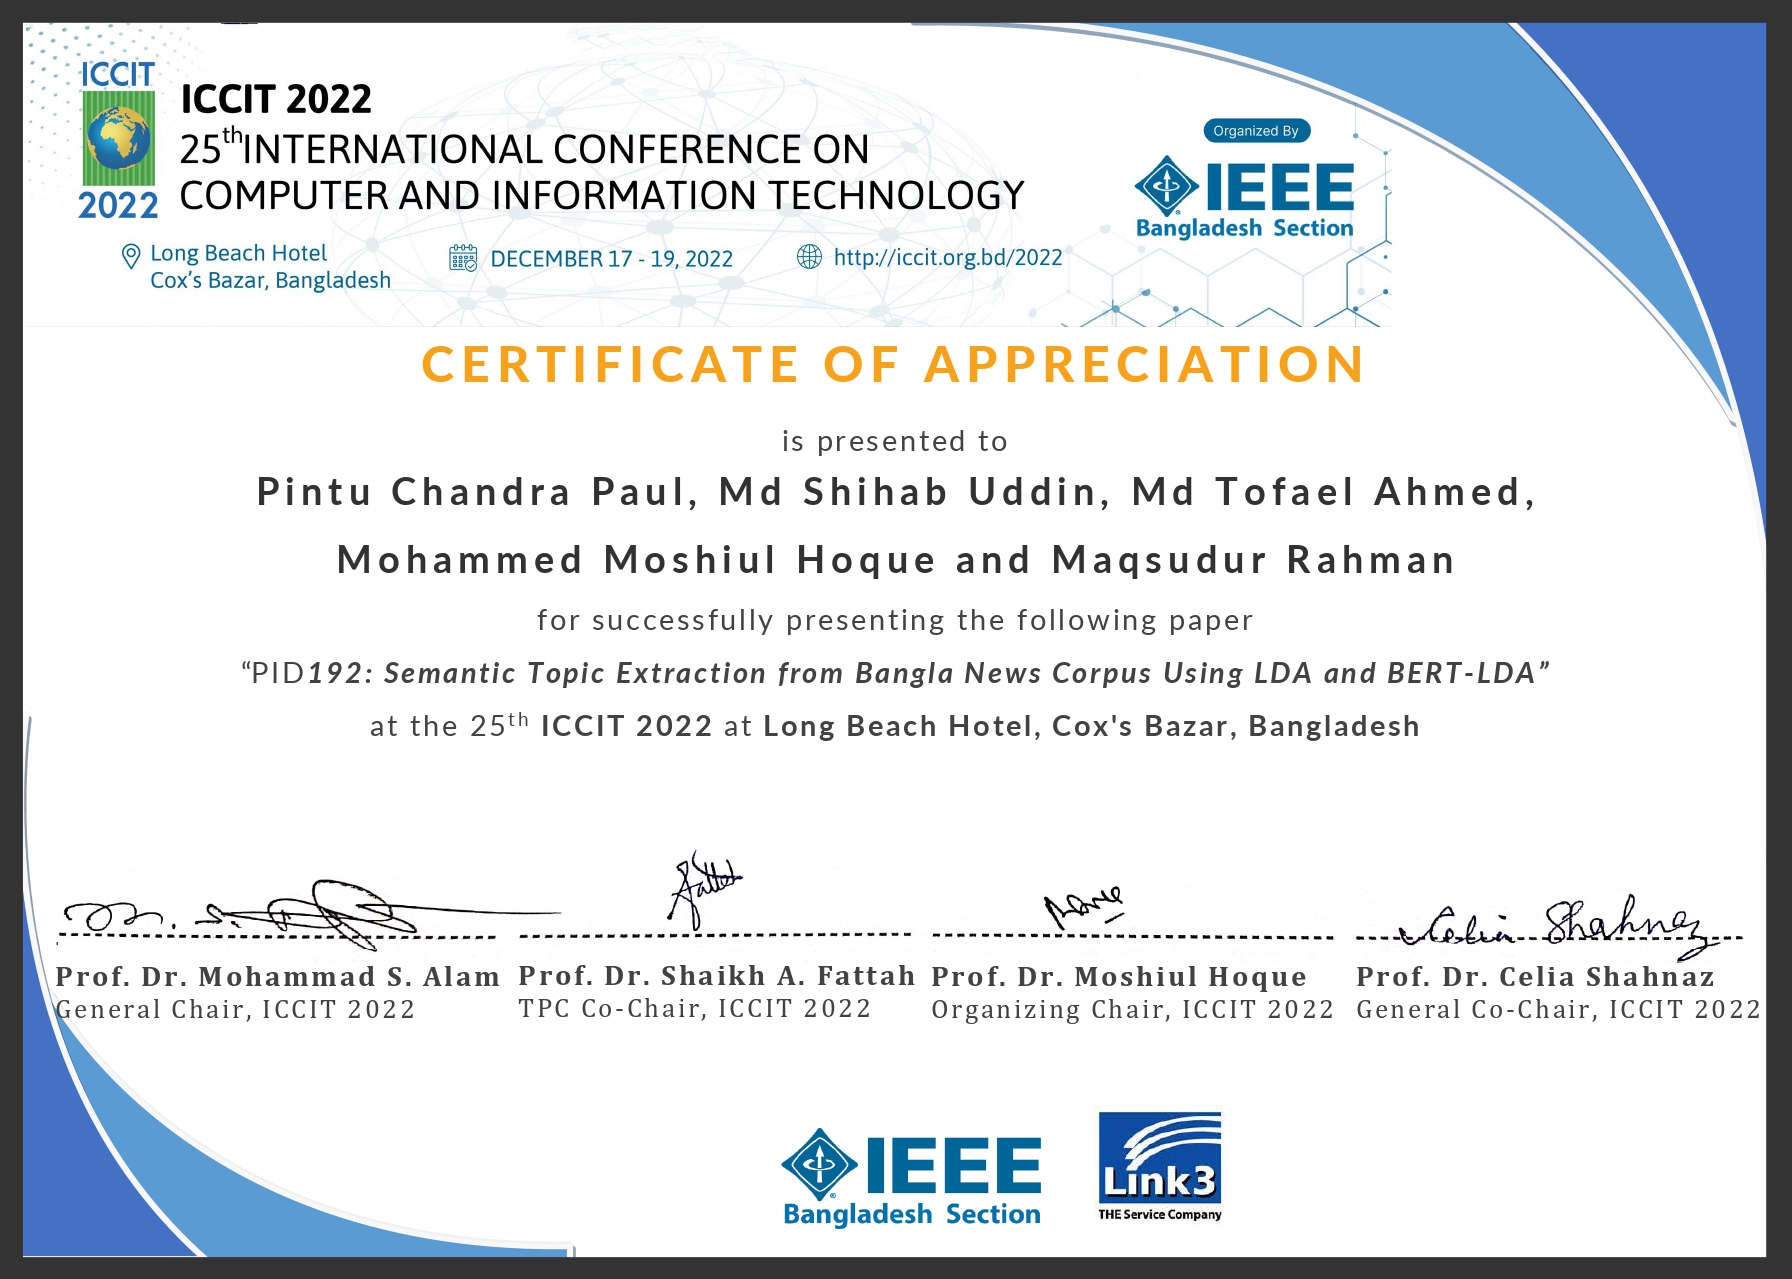 ICCIT
2022
ICCIT 2022
25th INTERNATIONAL CONFERENCE ON
COMPUTER AND INFORMATION TECHNOLOGY
Long Beach Hotel
Cox’s Bazar, Bangladesh
DECEMBER 17 - 19, 2022
http://iccit.org.bd/2022
Organized By
IEEE
Bangladesh Section
CERTIFICATE OF APPRECIATION
is presented to
Pintu Chandra Paul, Md Shihab Uddin, Md Tofael Ahmed,
Mohammed Moshiul Hoque and Maqsudur Rahman
for successfully presenting the following paper
“PID192: Semantic Topic Extraction from Bangla News Corpus Using LDA and BERT-LDA”
at the 25th ICCIT 2022 at Long Beach Hotel, Cox's Bazar, Bangladesh
Celia Shahnaz
Prof. Dr. Mohammad S. Alam
General Chair, ICCIT 2022
Prof. Dr. Shaikh A. Fattah
TPC Co-Chair, ICCIT 2022
Prof. Dr. Moshiul Hoque
Organizing Chair, ICCIT 2022
Prof. Dr. Celia Shahnaz
General Co-Chair, ICCIT 2022
IEEE
Bangladesh Section
Link3
THE Service Company